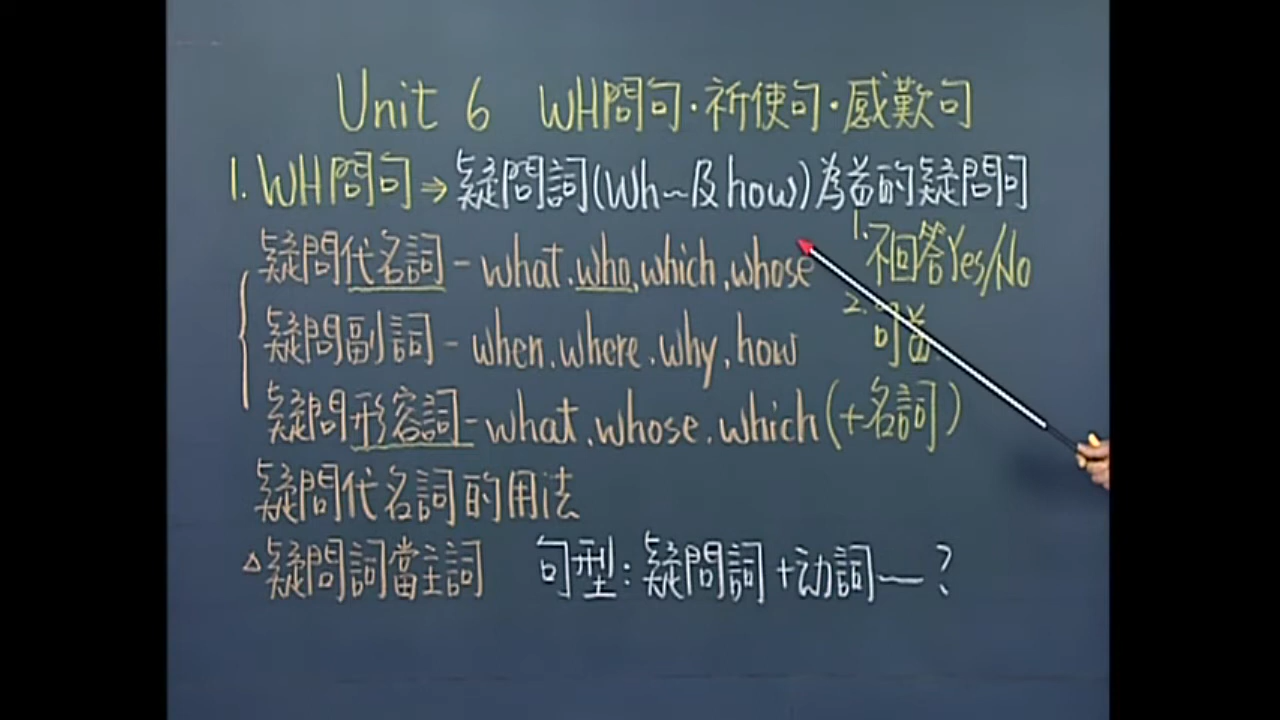 Unit 6 WH問句·祈使句·感歎句
1. WH問句⇒疑問詞(Wh~及how)為首的疑問句
疑問代名詞-what.who,which,whose
1.不回答Yes/No
疑問副詞-when.where.why,how
2.句首
疑問形容詞-what.whose.which(+名詞)
疑問代名詞的用法
△疑問詞當主詞 句型:疑問詞+动詞—?